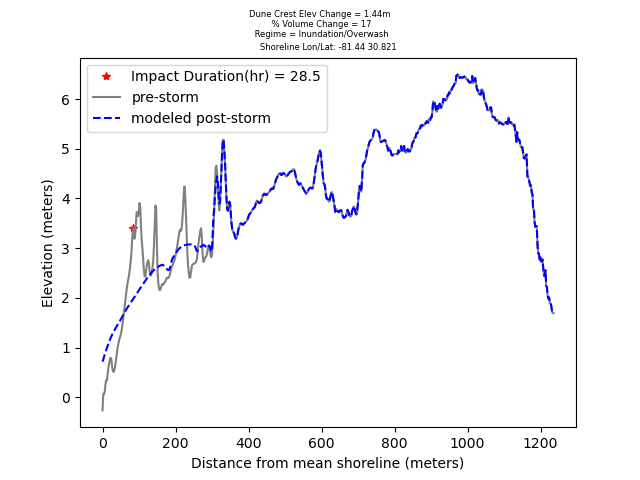 Dune Crest Elev Change = 1.44m
% Volume Change = 17
Regime = Inundation/Overwash
Shoreline Lon/Lat: -81.44 30.821
Impact Duration(hr) = 28.5
pre-storm
modeled post-storm
Elevation (meters)
6
5
4
3
2
1
0
0 200 400 600 800 1000 1200
Distance from mean shoreline (meters)